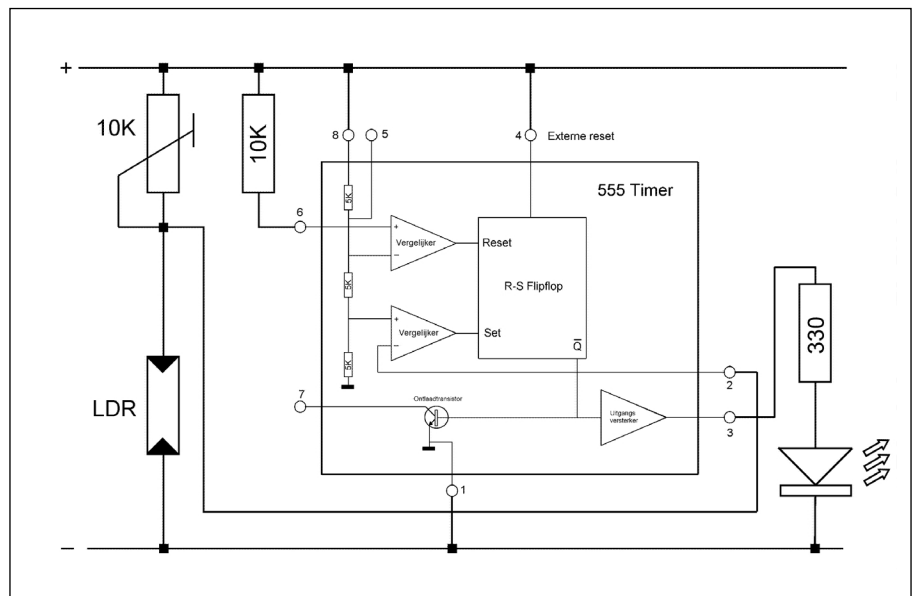 +
10K
10K
8
5
4
Externe reset
555 Timer
5K
6
+
Vergelijker
−
Reset
5K
R-S Flipflop
+
Vergelijker
−
Set
Q
330
5K
2
7
Ontlaadtransistor
Uitgangs
versterker
3
LDR
1
−